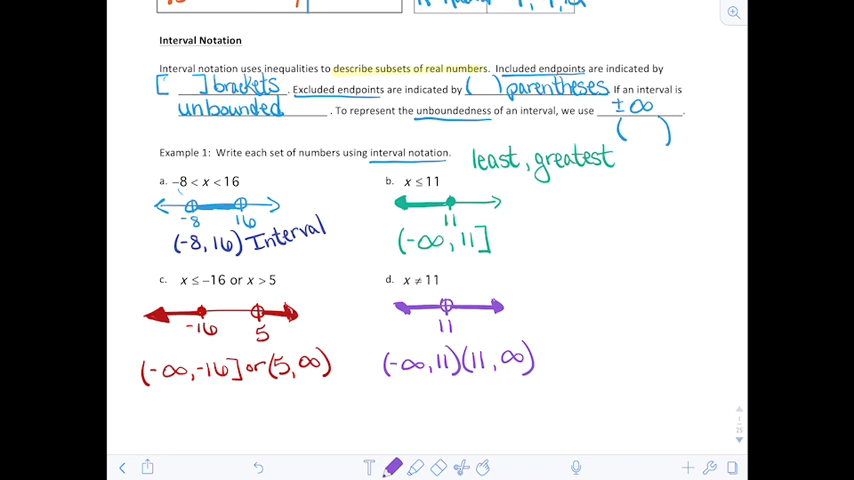 Interval Notation
Interval notation uses inequalities to describe subsets of real numbers. Included endpoints are indicated by
[ ] brackets. Excluded endpoints are indicated by ( ) parentheses. If an interval is
unbounded. To represent the unboundedness of an interval, we use ±∞.
( )
Example 1: Write each set of numbers using interval notation. least, greatest
a. −8 < x < 16
-8 16
(-8, 16) Interval
b. x ≤ 11
11
(-∞, 11]
c. x ≤ −16 or x > 5
-16 5
(-∞, -16] or (5, ∞)
d. x ≠ 11
11
(-∞, 11)(11, ∞)
1
25
T